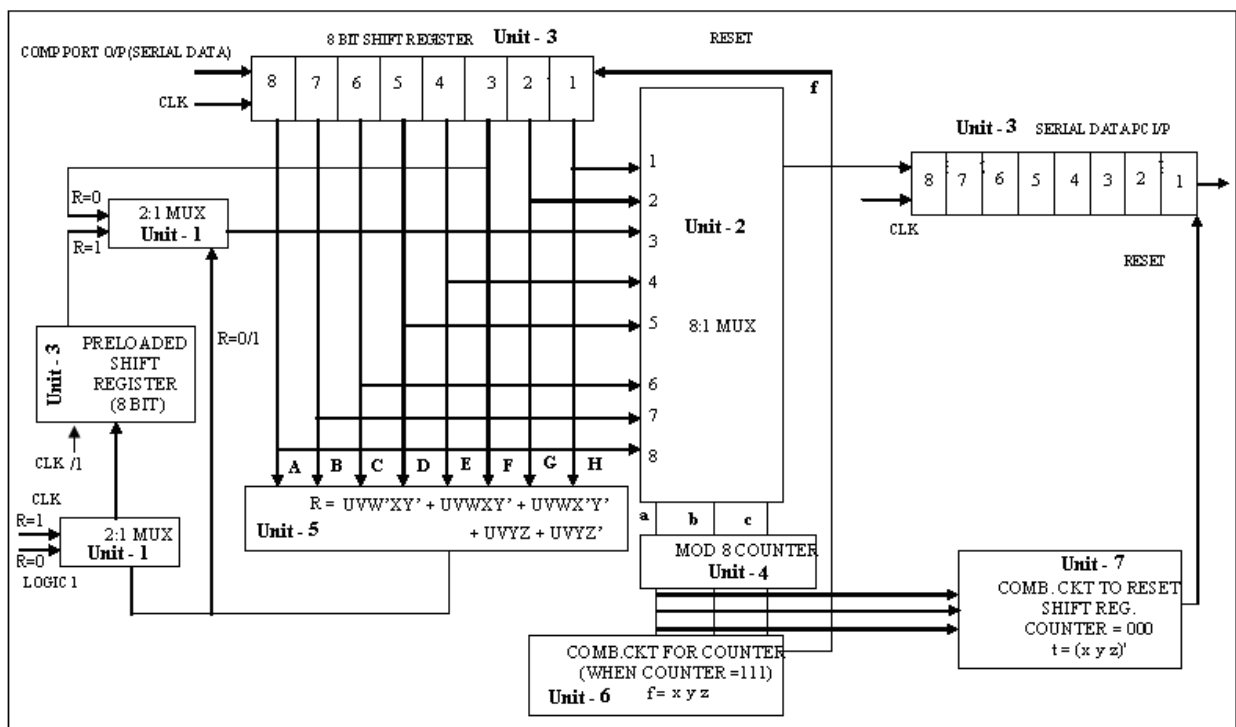 8 BIT SHIFT REGISTER Unit - 3
RESET
COMP PORT O/P (SERIAL DATA)
CLK
8 7 6 5 4 3 2 1
f
Unit - 3 SERIAL DATA PC I/P
8 7 6 5 4 3 2 1
CLK
RESET
R=0
R=1
2:1 MUX
Unit - 1
1
2
3
4
5
6
7
8
Unit - 2
8:1 MUX
R=0/1
Unit - 3
PRELOADED
SHIFT
REGISTER
(8 BIT)
CLK /1
A B C D E F G H
CLK
R=1
R=0
LOGIC 1
2:1 MUX
Unit - 1
R = UVW'XY' + UVWXY' + UVWX'Y'
+ UVYZ + UVYZ'
Unit - 5
a b c
MOD 8 COUNTER
Unit - 4
COMB.CKT FOR COUNTER
(WHEN COUNTER =111)
f= x y z
Unit - 6
Unit - 7
COMB. CKT TO RESET
SHIFT REG.
COUNTER = 000
t = (x y z)'